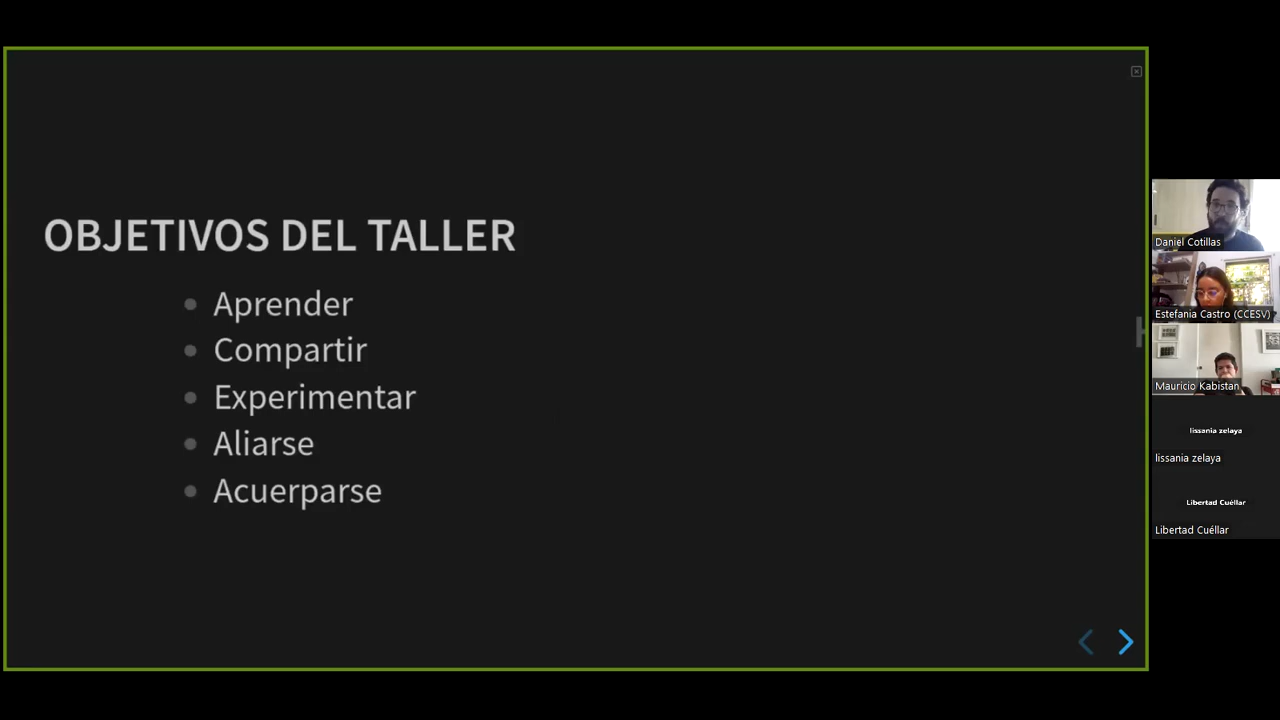 OBJETIVOS DEL TALLER
Aprender
Compartir
Experimentar
Aliarse
Acuerparse
Daniel Cotillas
Estefania Castro (CCESV)
Mauricio Kabistan
lissania zelaya
lissania zelaya
Libertad Cuéllar
Libertad Cuéllar